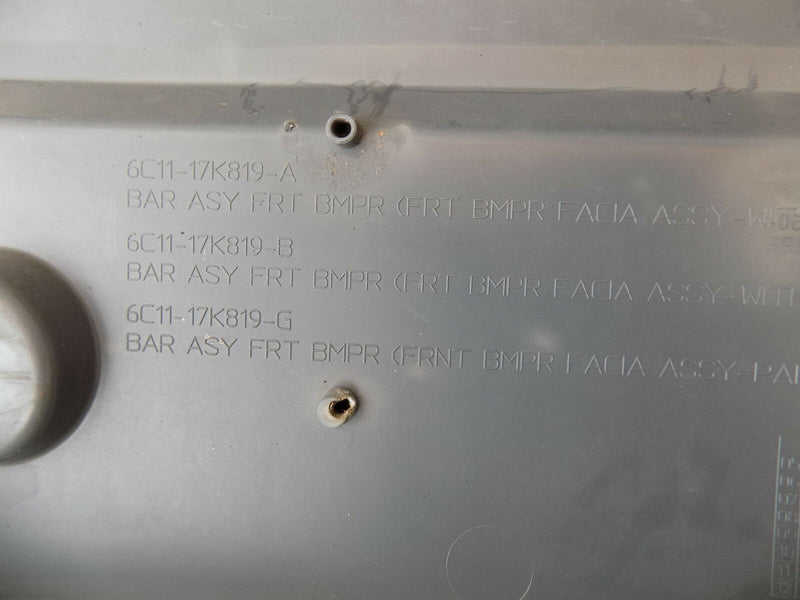 6C11-17K819-A
BAR ASY FRT BMPR (FRT BMPR FACIA ASSY-W
6C11-17K819-B
BAR ASY FRT BMPR (FRT BMPR FACIA ASSY-WITH
6C11-17K819-G
BAR ASY FRT BMPR (FRNT BMPR FACIA ASSY-PAI